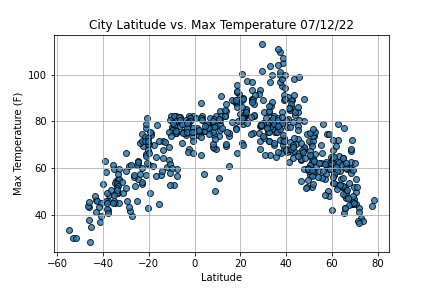 City Latitude vs. Max Temperature 07/12/22
Max Temperature (F)
100
80
60
40
−60 −40 −20 0 20 40 60 80
Latitude